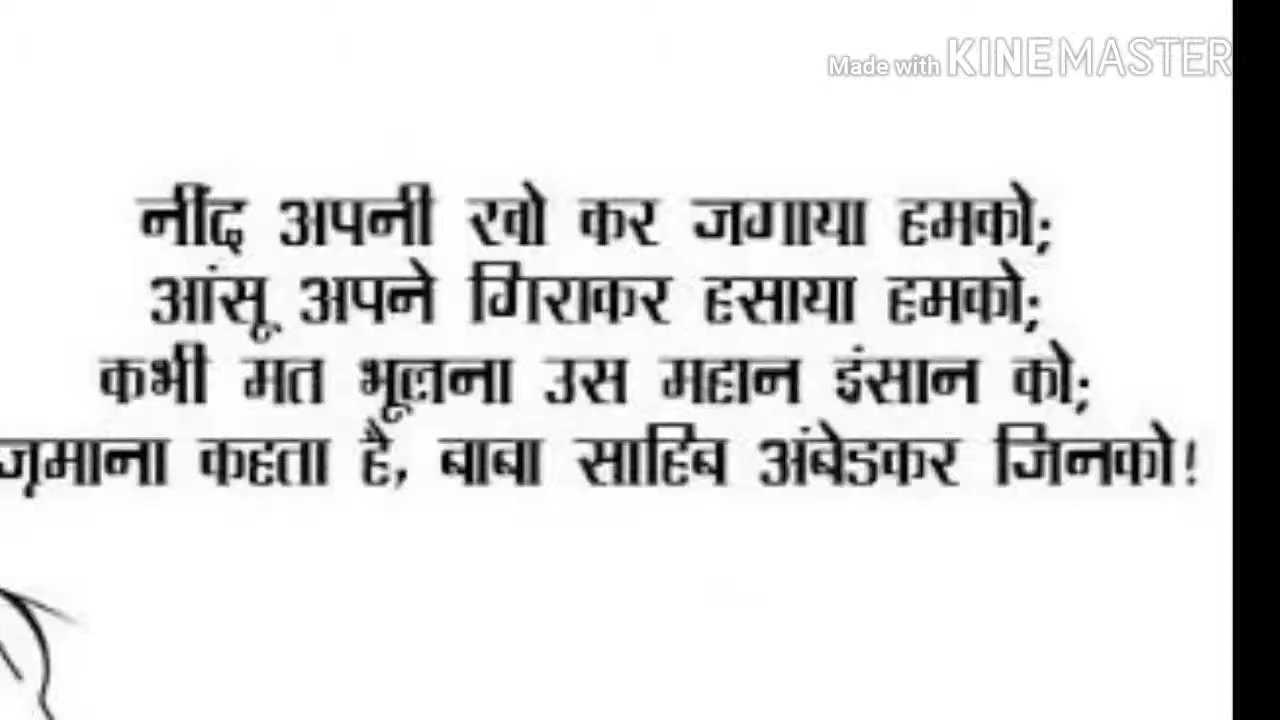 Made with KINEMASTER
नींद अपनी खो कर जगाया हमको;
आंसू अपने गिराकर हसाया हमको;
कभी मत भूलना उस महान इंसान को;
ज़माना कहता है, बाबा साहिब अंबेडकर जिनको!